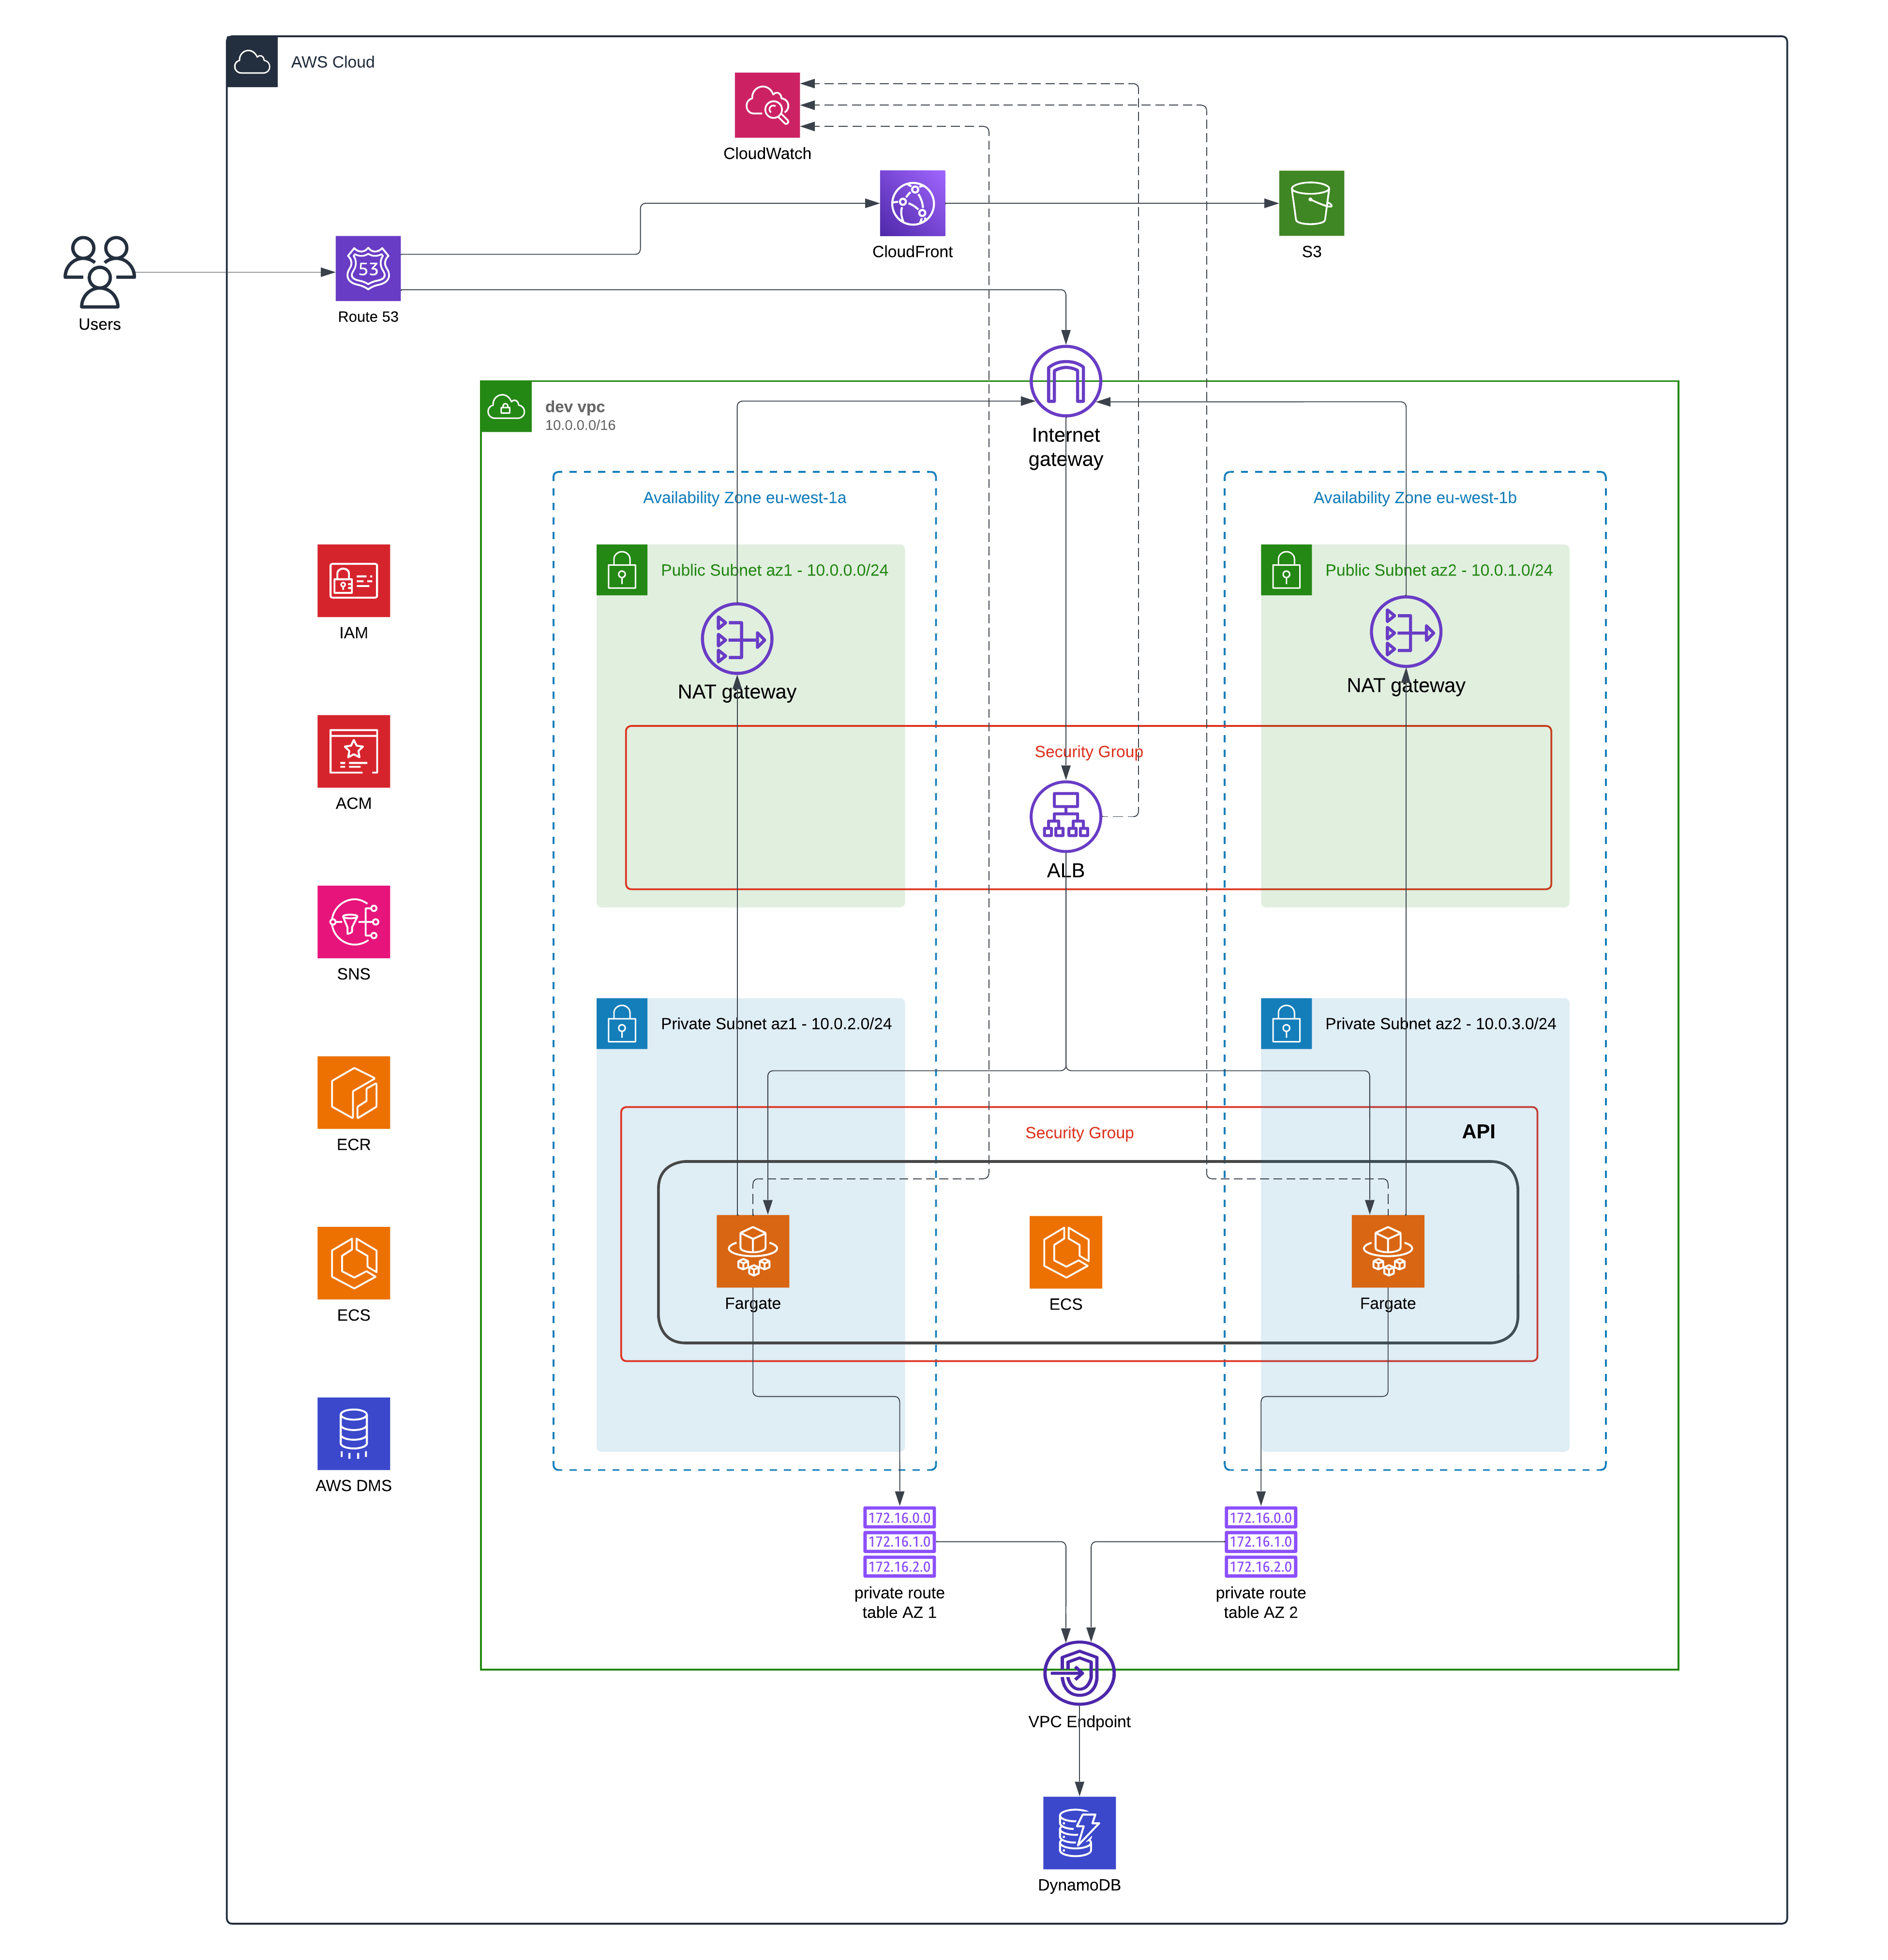 AWS Cloud
CloudWatch
CloudFront
S3
53
Users
Route 53
dev vpc
10.0.0.0/16
Internet
gateway
Availability Zone eu-west-1a
Availability Zone eu-west-1b
Public Subnet az1 - 10.0.0.0/24
Public Subnet az2 - 10.0.1.0/24
IAM
NAT gateway
NAT gateway
Security Group
ACM
ALB
SNS
Private Subnet az1 - 10.0.2.0/24
Private Subnet az2 - 10.0.3.0/24
Security Group
API
ECR
Fargate
ECS
Fargate
ECS
AWS DMS
172.16.0.0
172.16.1.0
172.16.2.0
private route
table AZ 1
172.16.0.0
172.16.1.0
172.16.2.0
private route
table AZ 2
VPC Endpoint
DynamoDB